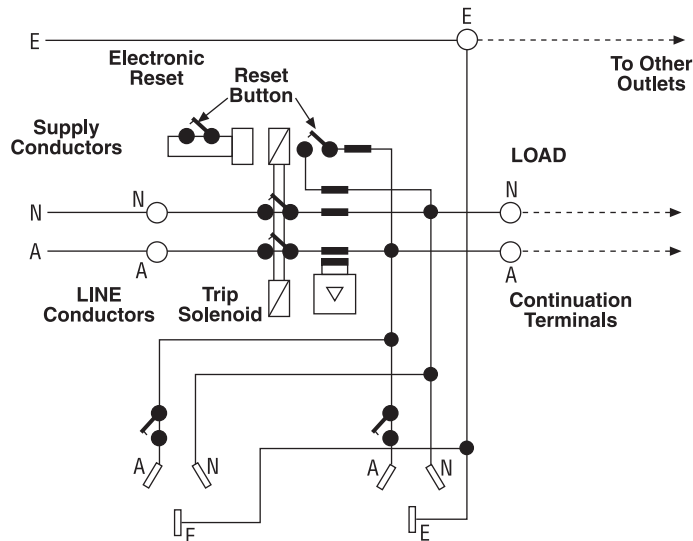 E
E
Electronic
Reset
Reset
Button
To Other
Outlets
Supply
Conductors
LOAD
N
N
N
A
A
A
LINE
Conductors
Trip
Solenoid
Continuation
Terminals
A
N
A
N
E
E